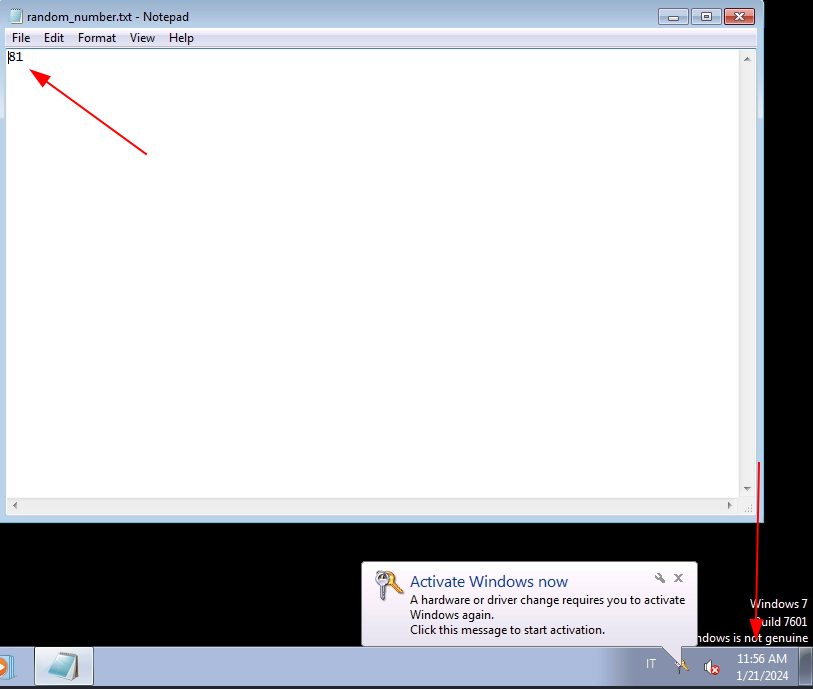 random_number.txt - Notepad
File Edit Format View Help
81
Activate Windows now
A hardware or driver change requires you to activate
Windows again.
Click this message to start activation.
Windows 7
Build 7601
ndows is not genuine
IT
11:56 AM
1/21/2024